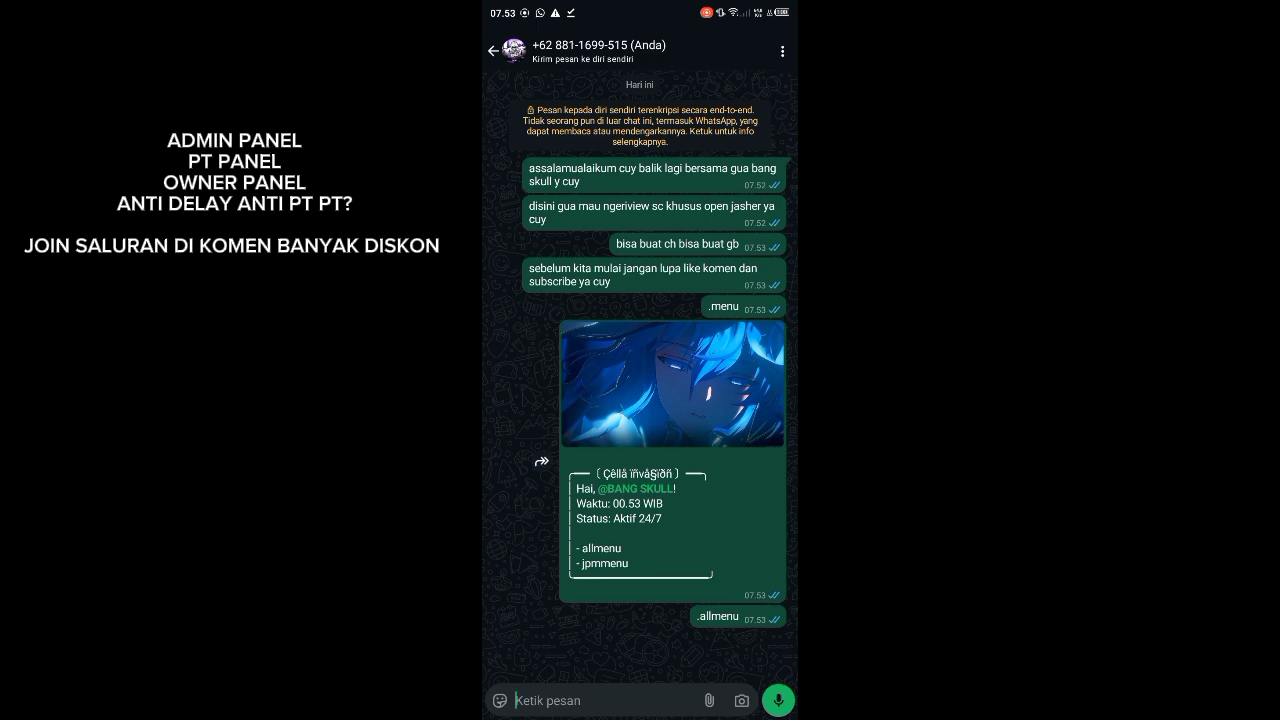 ADMIN PANEL
PT PANEL
OWNER PANEL
ANTI DELAY ANTI PT PT?
JOIN SALURAN DI KOMEN BANYAK DISKON
07.53
+62 881-1699-515 (Anda)
Kirim pesan ke diri sendiri
Hari ini
Pesan kepada diri sendiri terenkripsi secara end-to-end.
Tidak seorang pun di luar chat ini, termasuk WhatsApp, yang
dapat membaca atau mendengarkannya. Ketuk untuk info
selengkapnya.
assalamualaikum cuy balik lagi bersama gua bang
skull y cuy
07.52
disini gua mau ngeriview sc khusus open jasher ya
cuy
07.52
bisa buat ch bisa buat gb 07.53
sebelum kita mulai jangan lupa like komen dan
subscribe ya cuy
07.53
.menu 07.53
〔 Çêllå ïñvå§ïðñ 〕
Hai, @BANG SKULL!
Waktu: 00.53 WIB
Status: Aktif 24/7
- allmenu
- jpmmenu
07.53
.allmenu 07.53
Ketik pesan